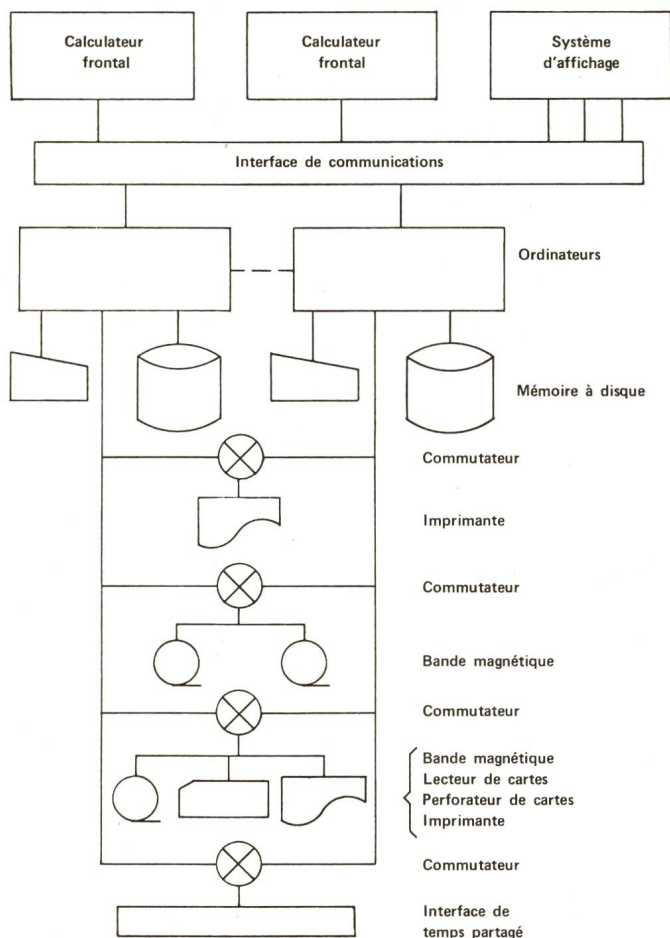 Calculateur
frontal
Calculateur
frontal
Système
d'affichage
Interface de communications
Ordinateurs
Mémoire à disque
Commutateur
Imprimante
Commutateur
Bande magnétique
Commutateur
Bande magnétique
Lecteur de cartes
Perforateur de cartes
Imprimante
Commutateur
Interface de
temps partagé